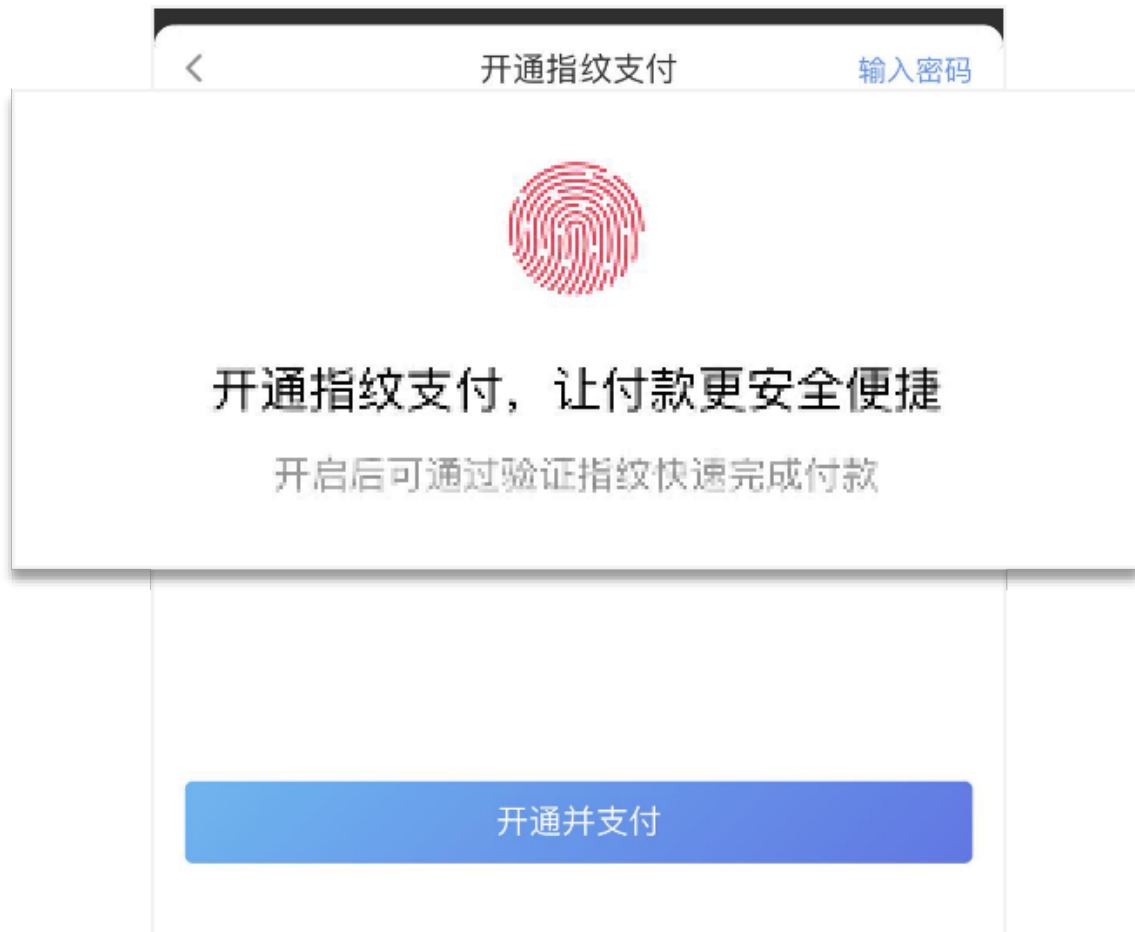 开通指纹支付
输入密码
开通指纹支付，让付款更安全便捷
开启后可通过验证指纹快速完成付款
开通并支付